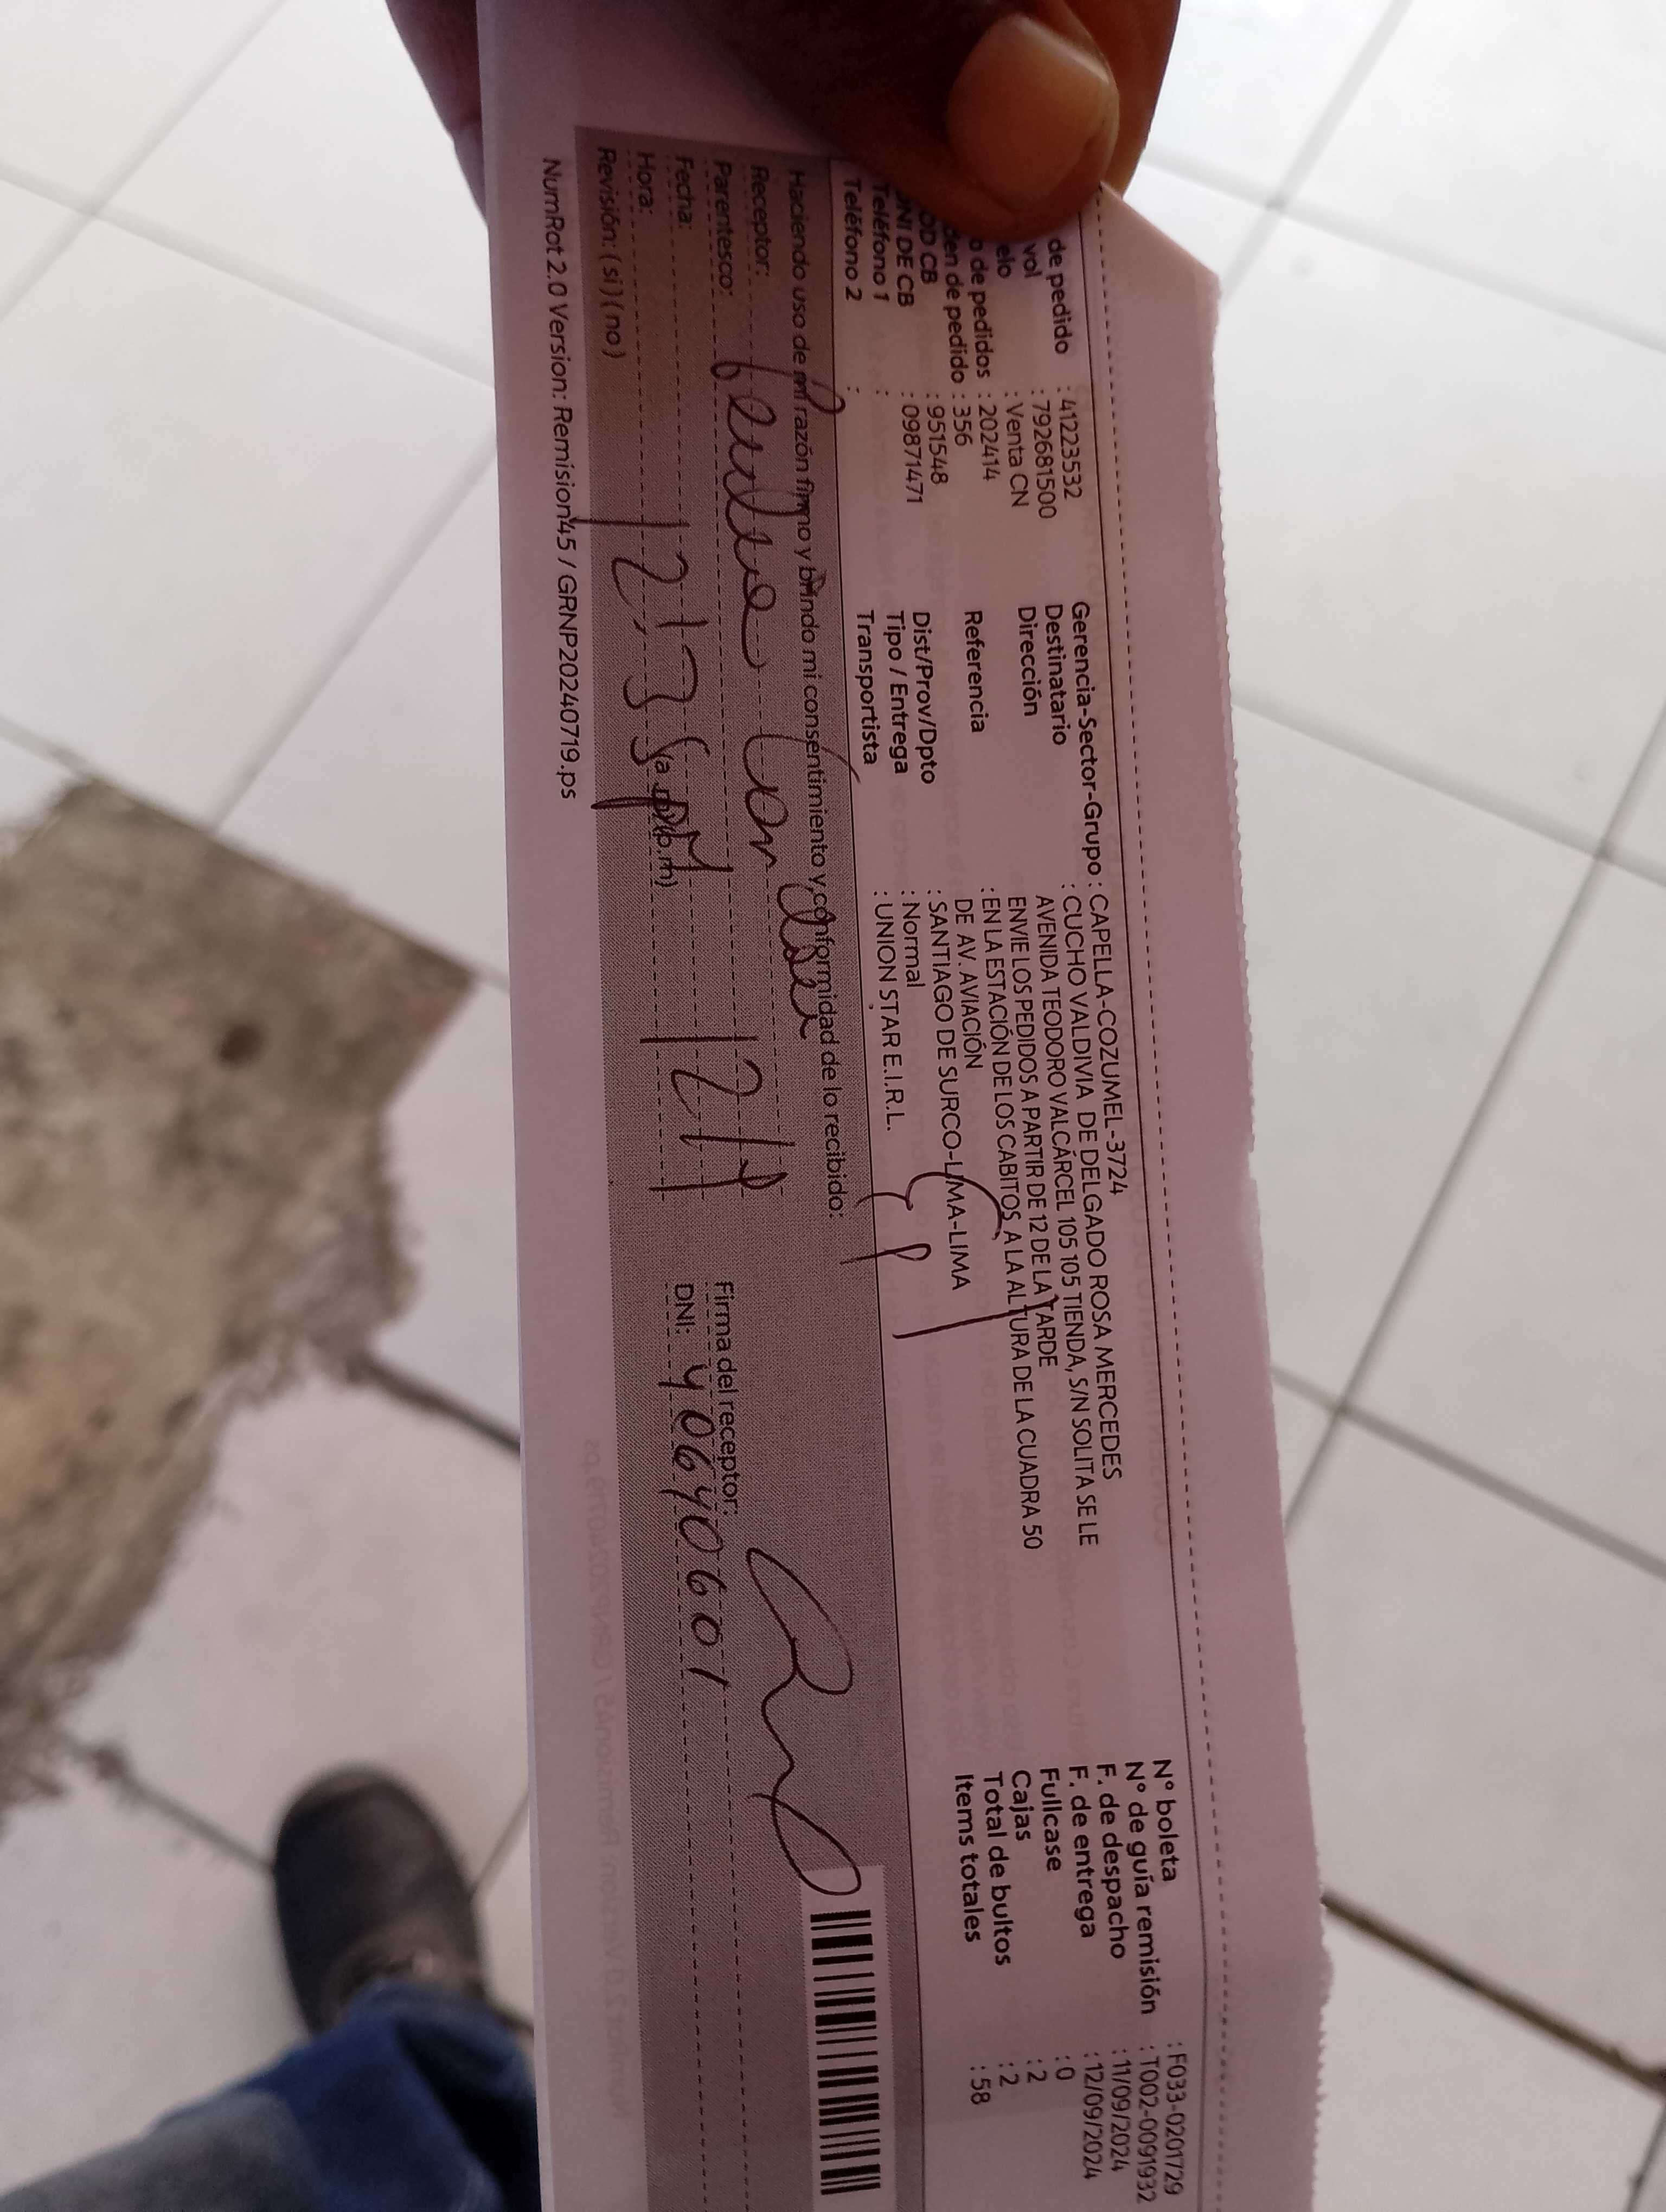 de pedido : 41223532
vol : 792681500
elo : Venta CN
o de pedidos : 202414
den de pedido : 356
OD CB : 951548
NI DE CB : 09871471
Teléfono 1 :
Teléfono 2 :
Gerencia-Sector-Grupo : CAPELLA-COZUMEL-3724
Destinatario : CUCHO VALDIVIA DE DELGADO ROSA MERCEDES
Dirección AVENIDA TEODORO VALCÁRCEL 105 105 TIENDA, S/N SOLITA SE LE
ENVIE LOS PEDIDOS A PARTIR DE 12 DE LA TARDE
Referencia : EN LA ESTACIÓN DE LOS CABITOS, A LA ALTURA DE LA CUADRA 50
DE AV. AVIACIÓN
Dist/Prov/Dpto : SANTIAGO DE SURCO-LIMA-LIMA
Tipo / Entrega : Normal
Transportista : UNION STAR E.I.R.L.
N° boleta : F033-0201729
N° de guía remisión : T002-0091932
F. de despacho : 11/09/2024
F. de entrega : 12/09/2024
Fullcase : 0
Cajas : 2
Total de bultos : 2
Items totales : 58
Haciendo uso de mi razón firmo y brindo mi consentimiento y conformidad de lo recibido:
Receptor:
Parentesco:
Fecha:
Hora: (a.m) (p.m)
Revisión: ( si ) ( no )
Firma del receptor:
DNI: 40640601
NumRot 2.0 Version: Remision45 / GRNP20240719.ps